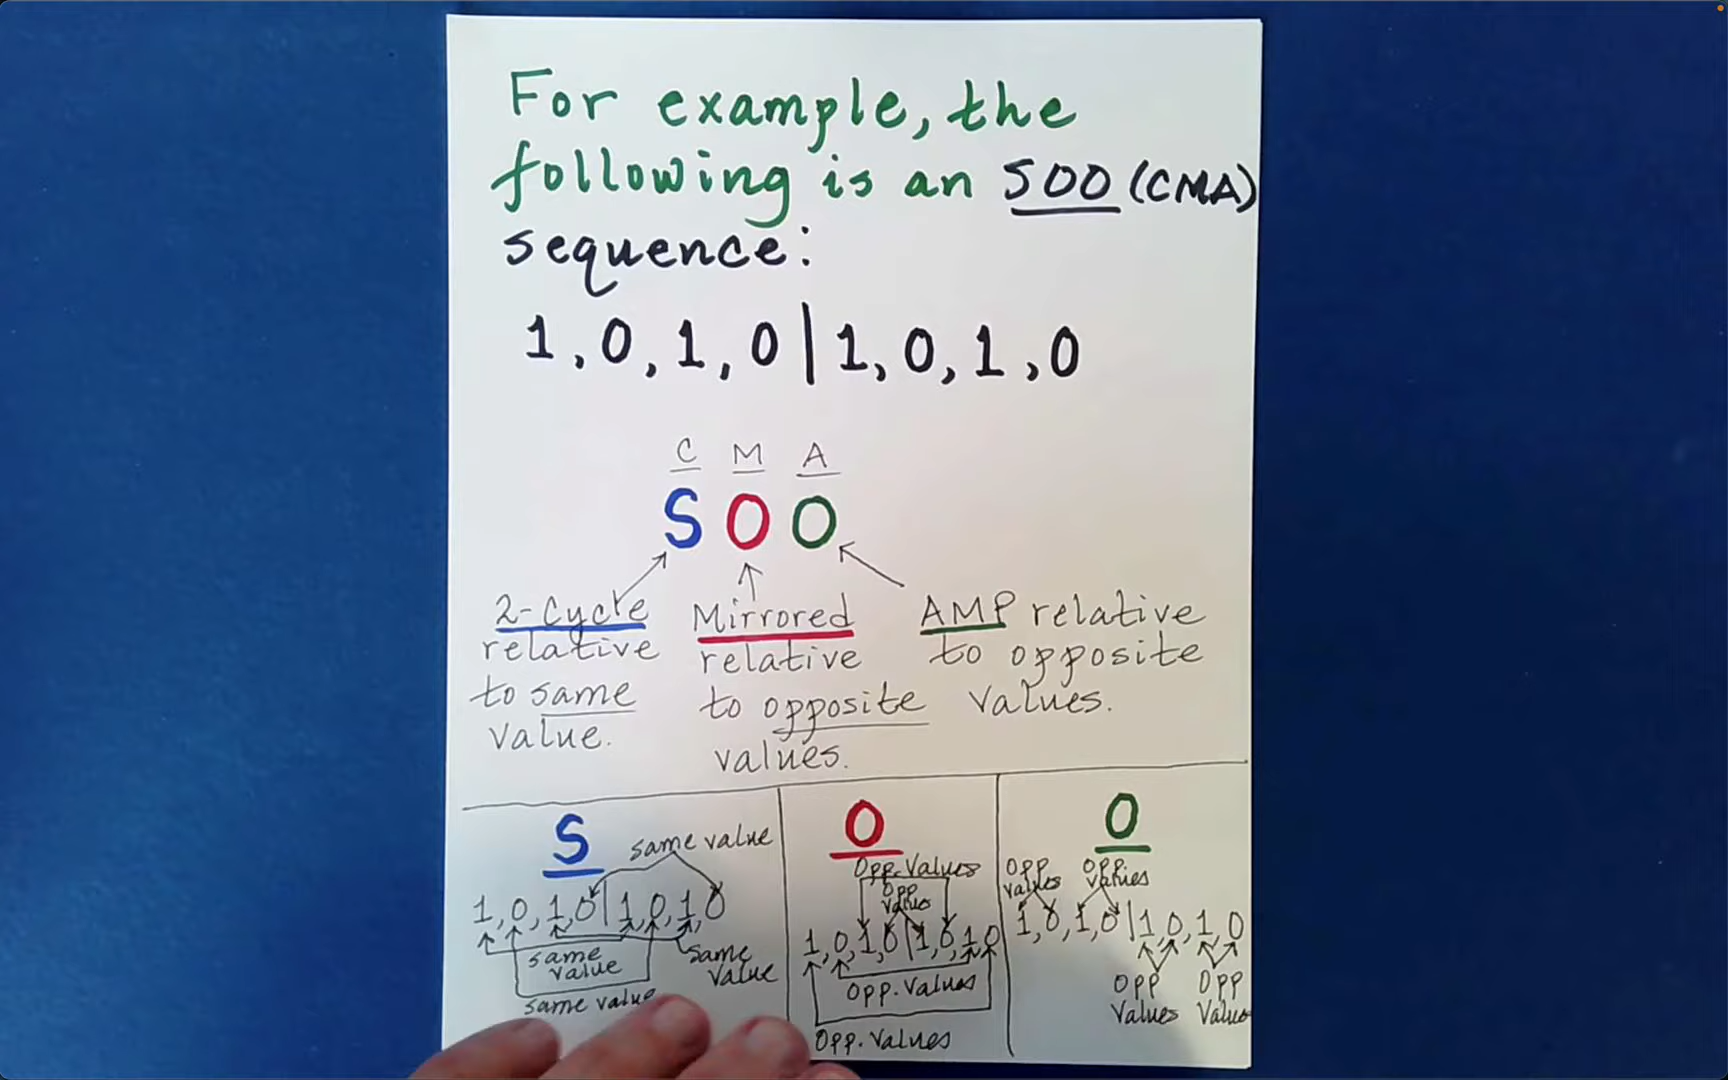 For example, the
following is an SOO (CMA)
sequence:
1, 0, 1, 0 | 1, 0, 1, 0
C M A
S O O
2-Cycle
relative
to same
value.
Mirrored
relative
to opposite
values.
AMP relative
to opposite
values.
S
same value
1, 0, 1, 0 | 1, 0, 1, 0
same
value
same
value
same value
O
Opp. Values
Opp
Values
1, 0, 1, 0 | 1, 0, 1, 0
Opp. Values
Opp. Values
O
Opp
values
Opp.
values
1, 0, 1, 0 | 1, 0, 1, 0
Opp
Values
Opp
Values